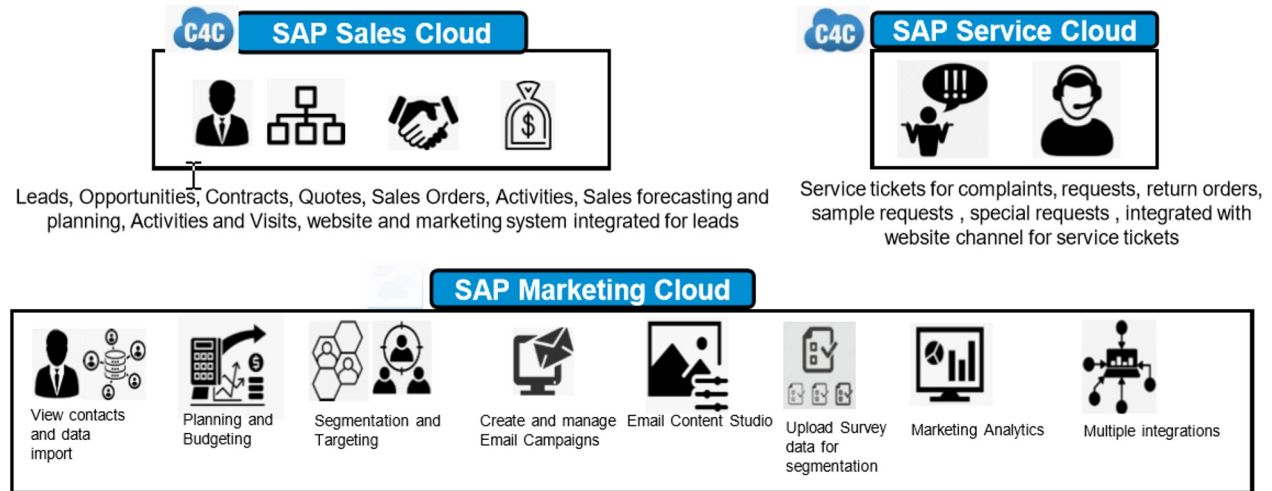 C4C
SAP Sales Cloud
$
Leads, Opportunities, Contracts, Quotes, Sales Orders, Activities, Sales forecasting and
planning, Activities and Visits, website and marketing system integrated for leads
C4C
SAP Service Cloud
!!!
Service tickets for complaints, requests, return orders,
sample requests , special requests , integrated with
website channel for service tickets
SAP Marketing Cloud
$
View contacts
and data
import
Planning and
Budgeting
Segmentation and
Targeting
Create and manage
Email Campaigns
Email Content Studio
Upload Survey
data for
segmentation
Marketing Analytics
Multiple integrations